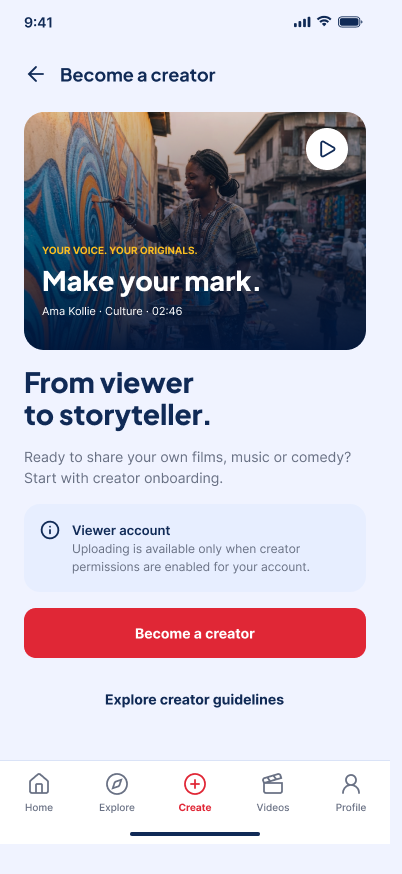 9:41
Become a creator
YOUR VOICE. YOUR ORIGINALS.
Make your mark.
Ama Kollie · Culture · 02:46
From viewer
to storyteller.
Ready to share your own films, music or comedy?
Start with creator onboarding.
Viewer account
Uploading is available only when creator
permissions are enabled for your account.
Become a creator
Explore creator guidelines
Home Explore Create Videos Profile